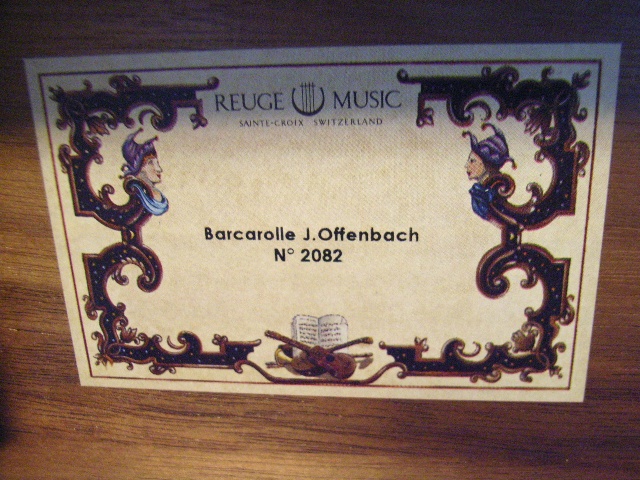 REUGE MUSIC
SAINTE-CROIX SWITZERLAND
Barcarolle J.Offenbach
N° 2082